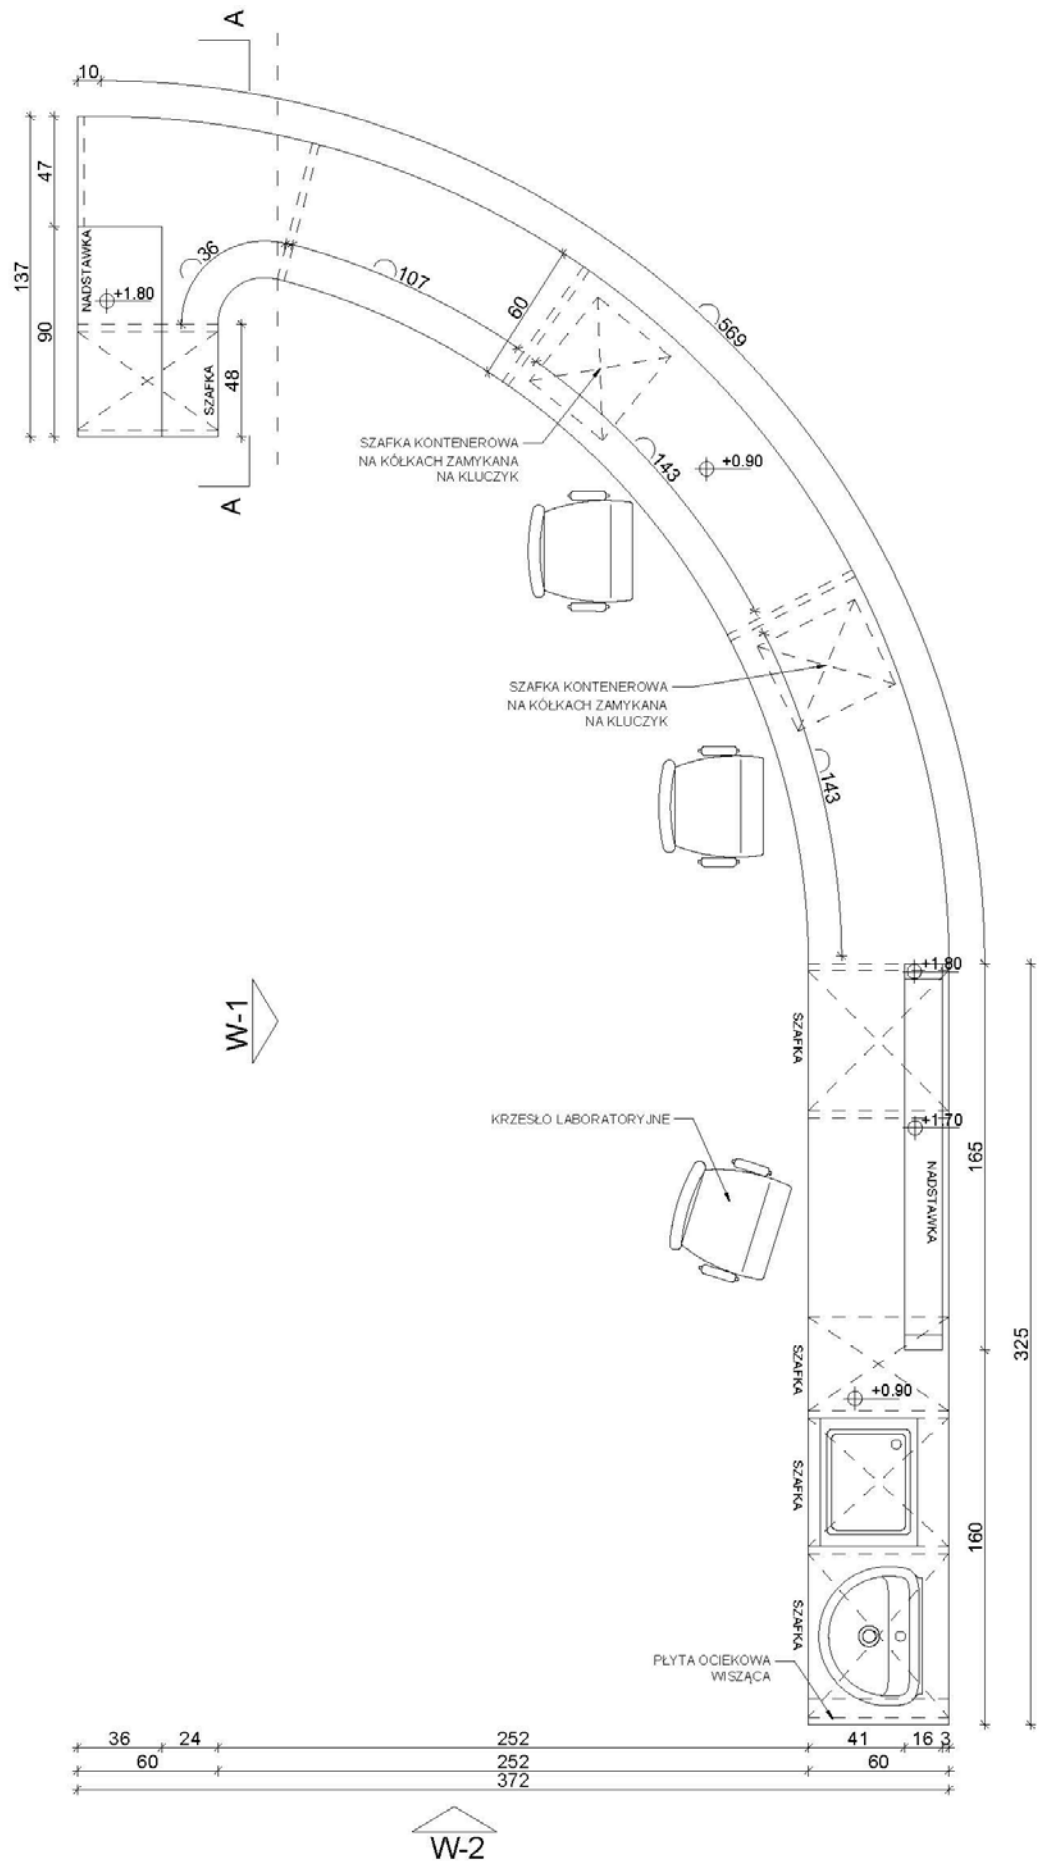 A
10
47
137
90
NADSTAWKA
+1.80
36
107
60
569
SZAFKA
48
SZAFKA KONTENEROWA
NA KÓŁKACH ZAMYKANA
NA KLUCZYK
143
+0.90
A
SZAFKA KONTENEROWA
NA KÓŁKACH ZAMYKANA
NA KLUCZYK
143
+1.80
W-1
SZAFKA
KRZESŁO LABORATORYJNE
+1.70
165
NADSTAWKA
325
SZAFKA
+0.90
SZAFKA
160
SZAFKA
PŁYTA OCIEKOWA
WISZĄCA
36 24 252 41 16 3
60 252 60
372
W-2